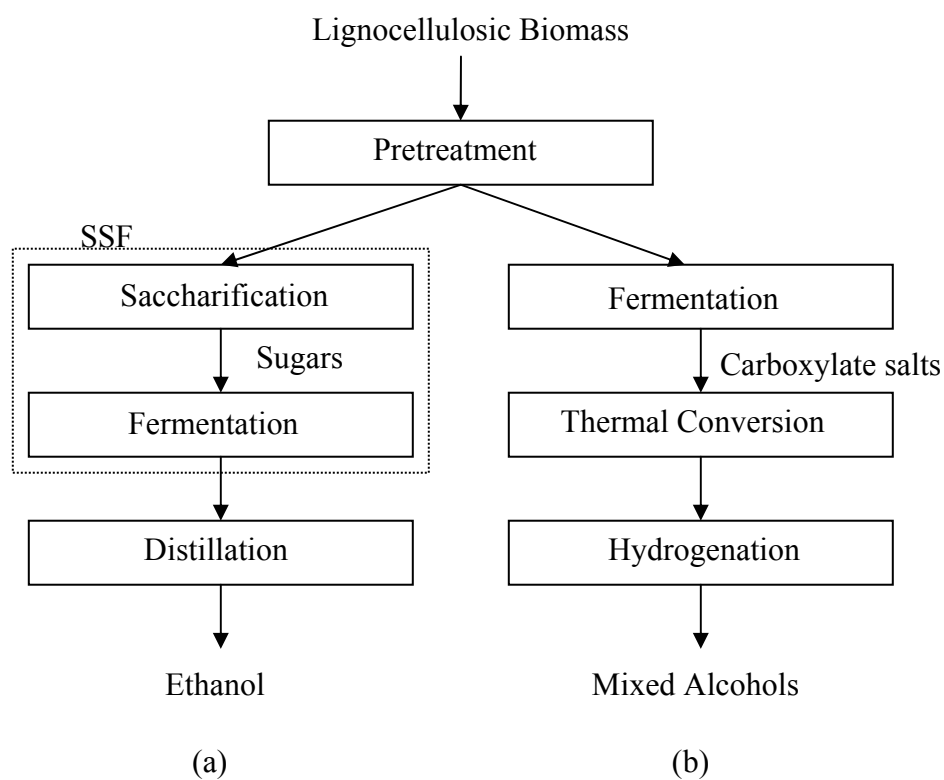 Lignocellulosic Biomass
Pretreatment
SSF
Saccharification
Sugars
Fermentation
Distillation
Ethanol
(a)
Fermentation
Carboxylate salts
Thermal Conversion
Hydrogenation
Mixed Alcohols
(b)